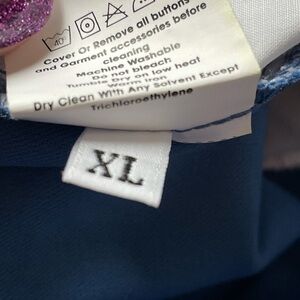 40
Cover Or Remove all buttons
and Garment accessories before
cleaning
Machine Washable
Do not bleach
Tumble Dry on low heat
Warm iron
Dry Clean With Any Solvent Except
Trichloroethylene
XL